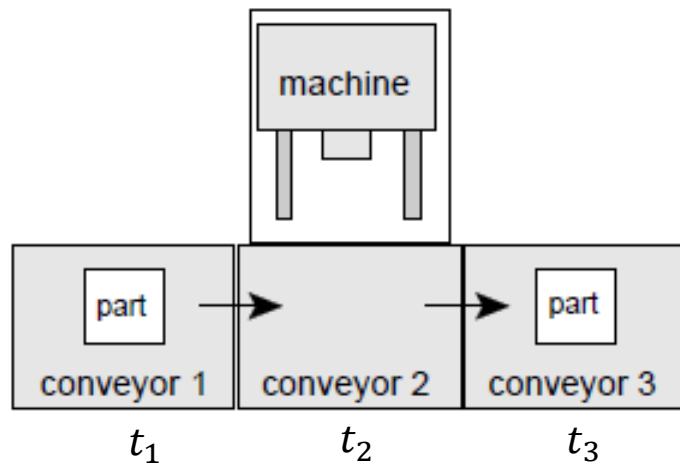 machine
part
part
conveyor 1
conveyor 2
conveyor 3
t₁
t₂
t₃